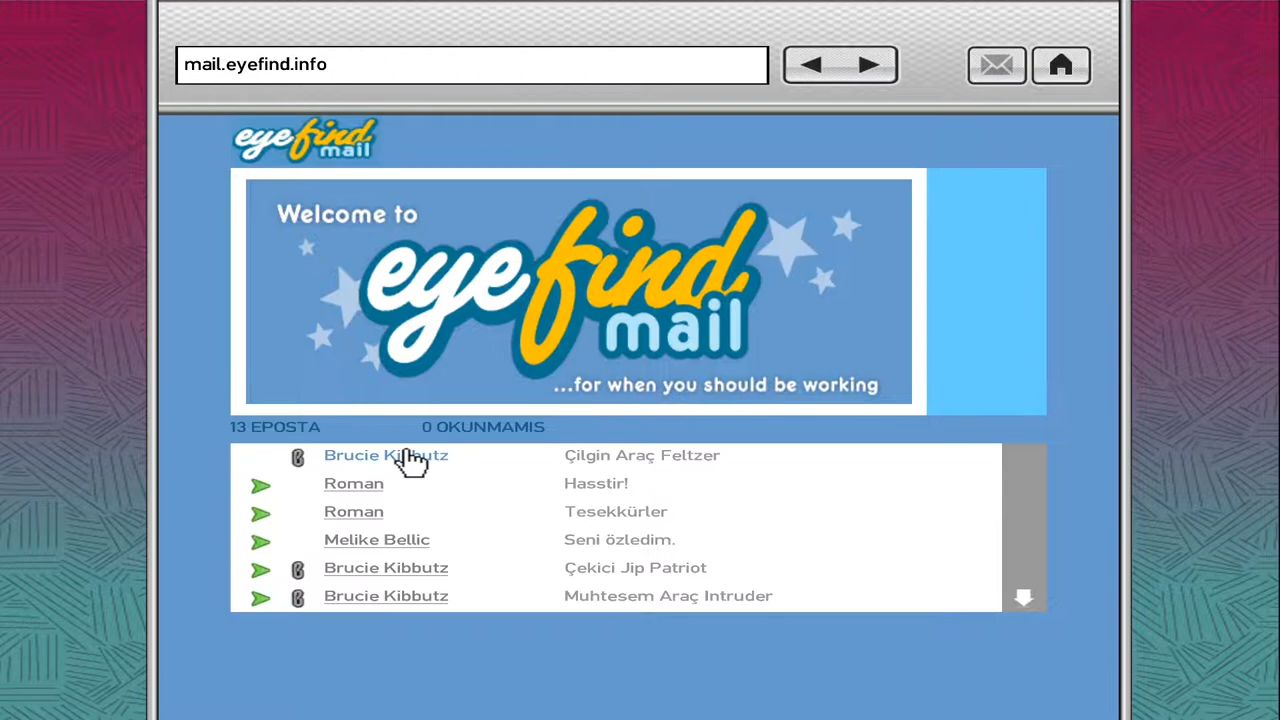 mail.eyefind.info
eyefind mail
Welcome to
eyefind
mail
...for when you should be working
13 EPOSTA 0 OKUNMAMIS
Brucie Kibbutz Çilgin Araç Feltzer
Roman Hasstir!
Roman Tesekkürler
Melike Bellic Seni özledim.
Brucie Kibbutz Çekici Jip Patriot
Brucie Kibbutz Muhtesem Araç Intruder